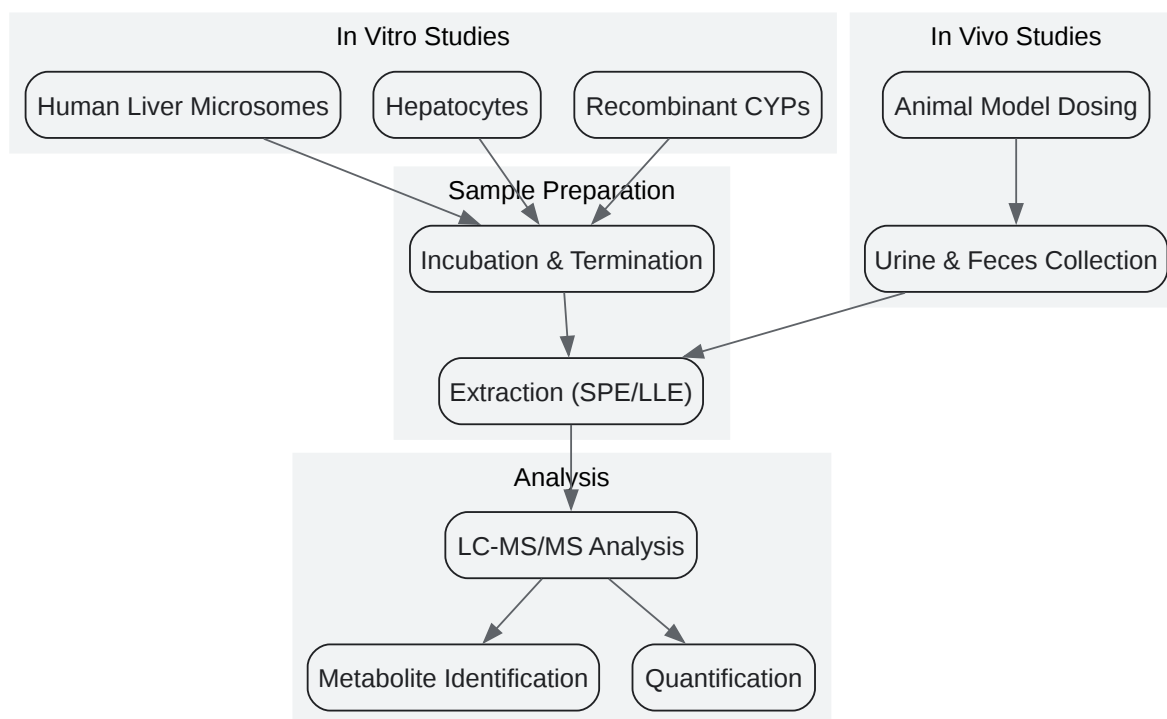 In Vitro Studies
In Vivo Studies
Human Liver Microsomes
Hepatocytes
Recombinant CYPs
Animal Model Dosing
Sample Preparation
Incubation & Termination
Urine & Feces Collection
Extraction (SPE/LLE)
Analysis
LC-MS/MS Analysis
Metabolite Identification
Quantification